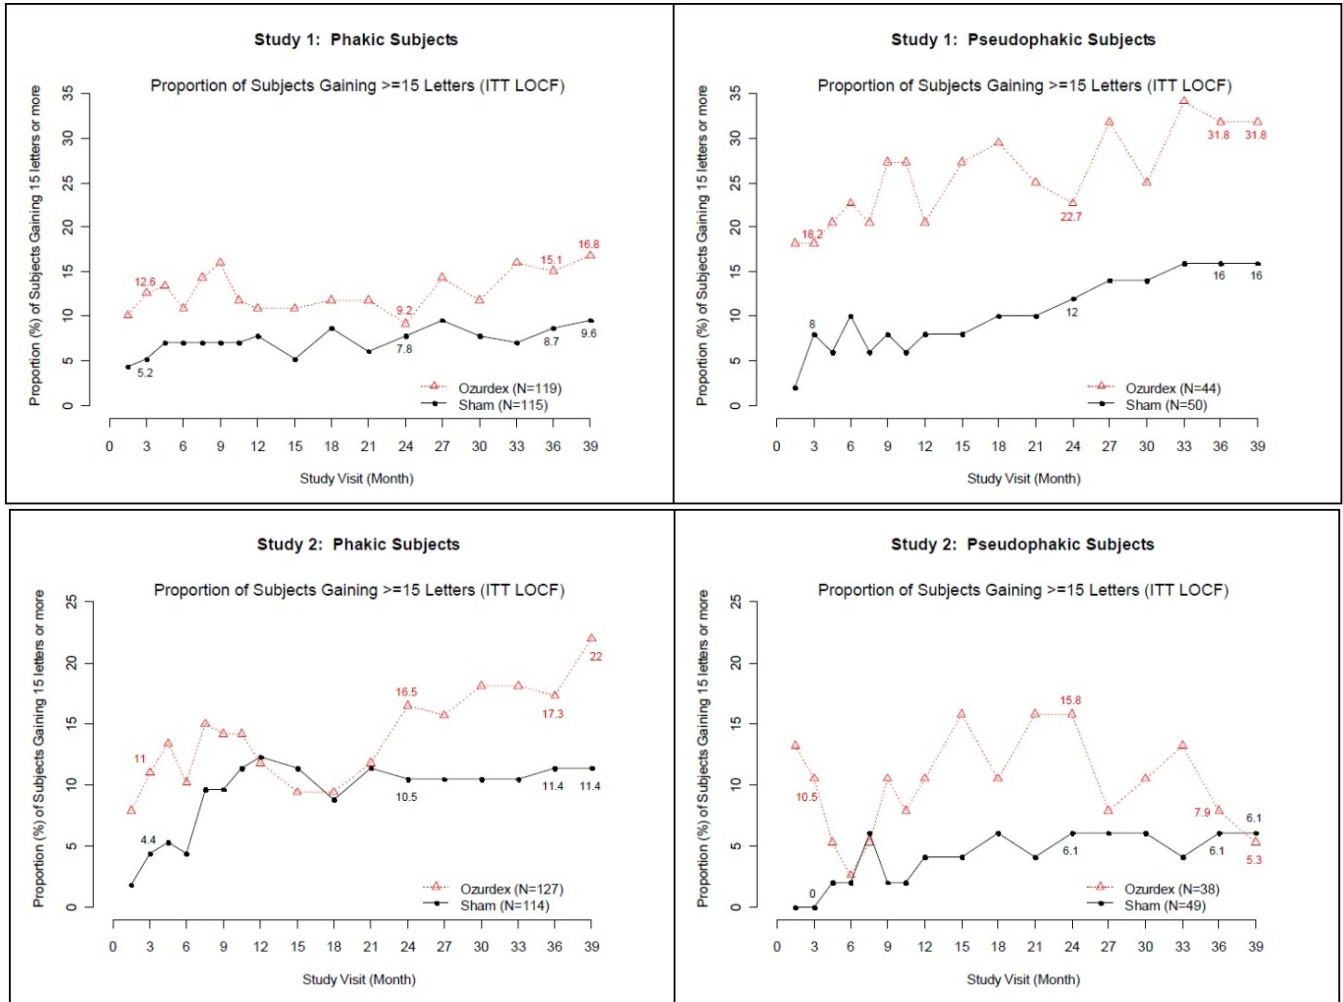 Study 1: Phakic Subjects
Proportion of Subjects Gaining >=15 Letters (ITT LOCF)
Proportion (%) of Subjects Gaining 15 letters or more
35
30
25
20
15
10
5
0
12.6
5.2
9.2
7.8
15.1
16.8
8.7
9.6
Ozurdex (N=119)
Sham (N=115)
0 3 6 9 12 15 18 21 24 27 30 33 36 39
Study Visit (Month)
Study 1: Pseudophakic Subjects
Proportion of Subjects Gaining >=15 Letters (ITT LOCF)
Proportion (%) of Subjects Gaining 15 letters or more
35
30
25
20
15
10
5
0
18.2
8
22.7
12
31.8
31.8
16
16
Ozurdex (N=44)
Sham (N=50)
0 3 6 9 12 15 18 21 24 27 30 33 36 39
Study Visit (Month)
Study 2: Phakic Subjects
Proportion of Subjects Gaining >=15 Letters (ITT LOCF)
Proportion (%) of Subjects Gaining 15 letters or more
25
20
15
10
5
0
11
4.4
16.5
10.5
17.3
22
11.4
11.4
Ozurdex (N=127)
Sham (N=114)
0 3 6 9 12 15 18 21 24 27 30 33 36 39
Study Visit (Month)
Study 2: Pseudophakic Subjects
Proportion of Subjects Gaining >=15 Letters (ITT LOCF)
Proportion (%) of Subjects Gaining 15 letters or more
25
20
15
10
5
0
10.5
0
15.8
6.1
7.9
6.1
6.1
5.3
Ozurdex (N=38)
Sham (N=49)
0 3 6 9 12 15 18 21 24 27 30 33 36 39
Study Visit (Month)